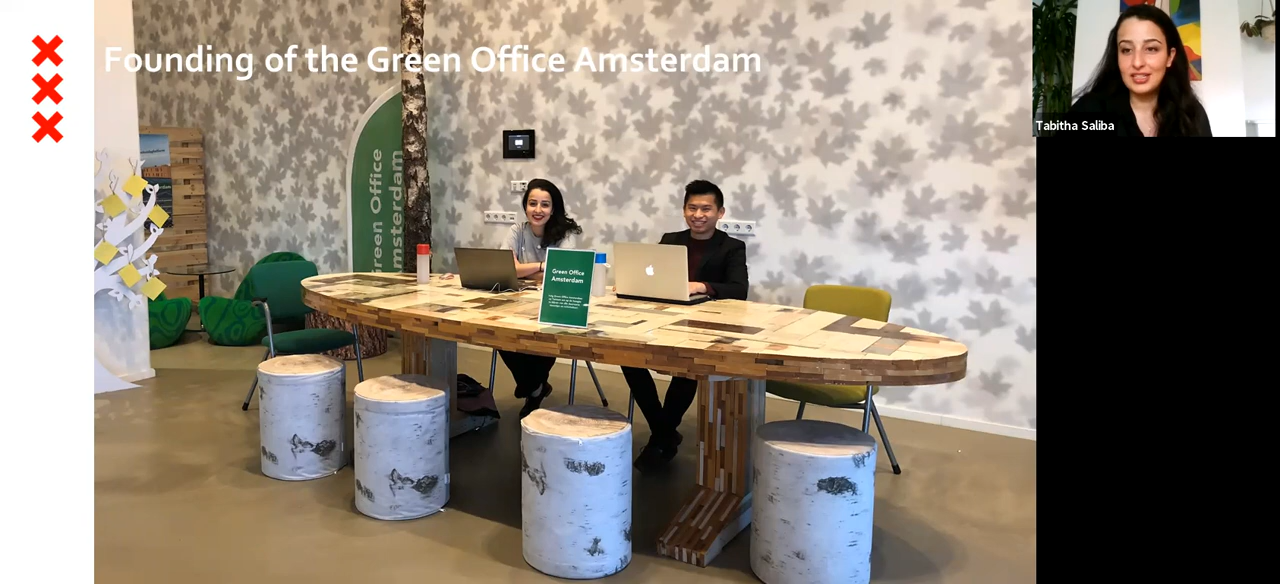 Founding of the Green Office Amsterdam
Tabitha Saliba
Green Office
Amsterdam
Green Office
Amsterdam